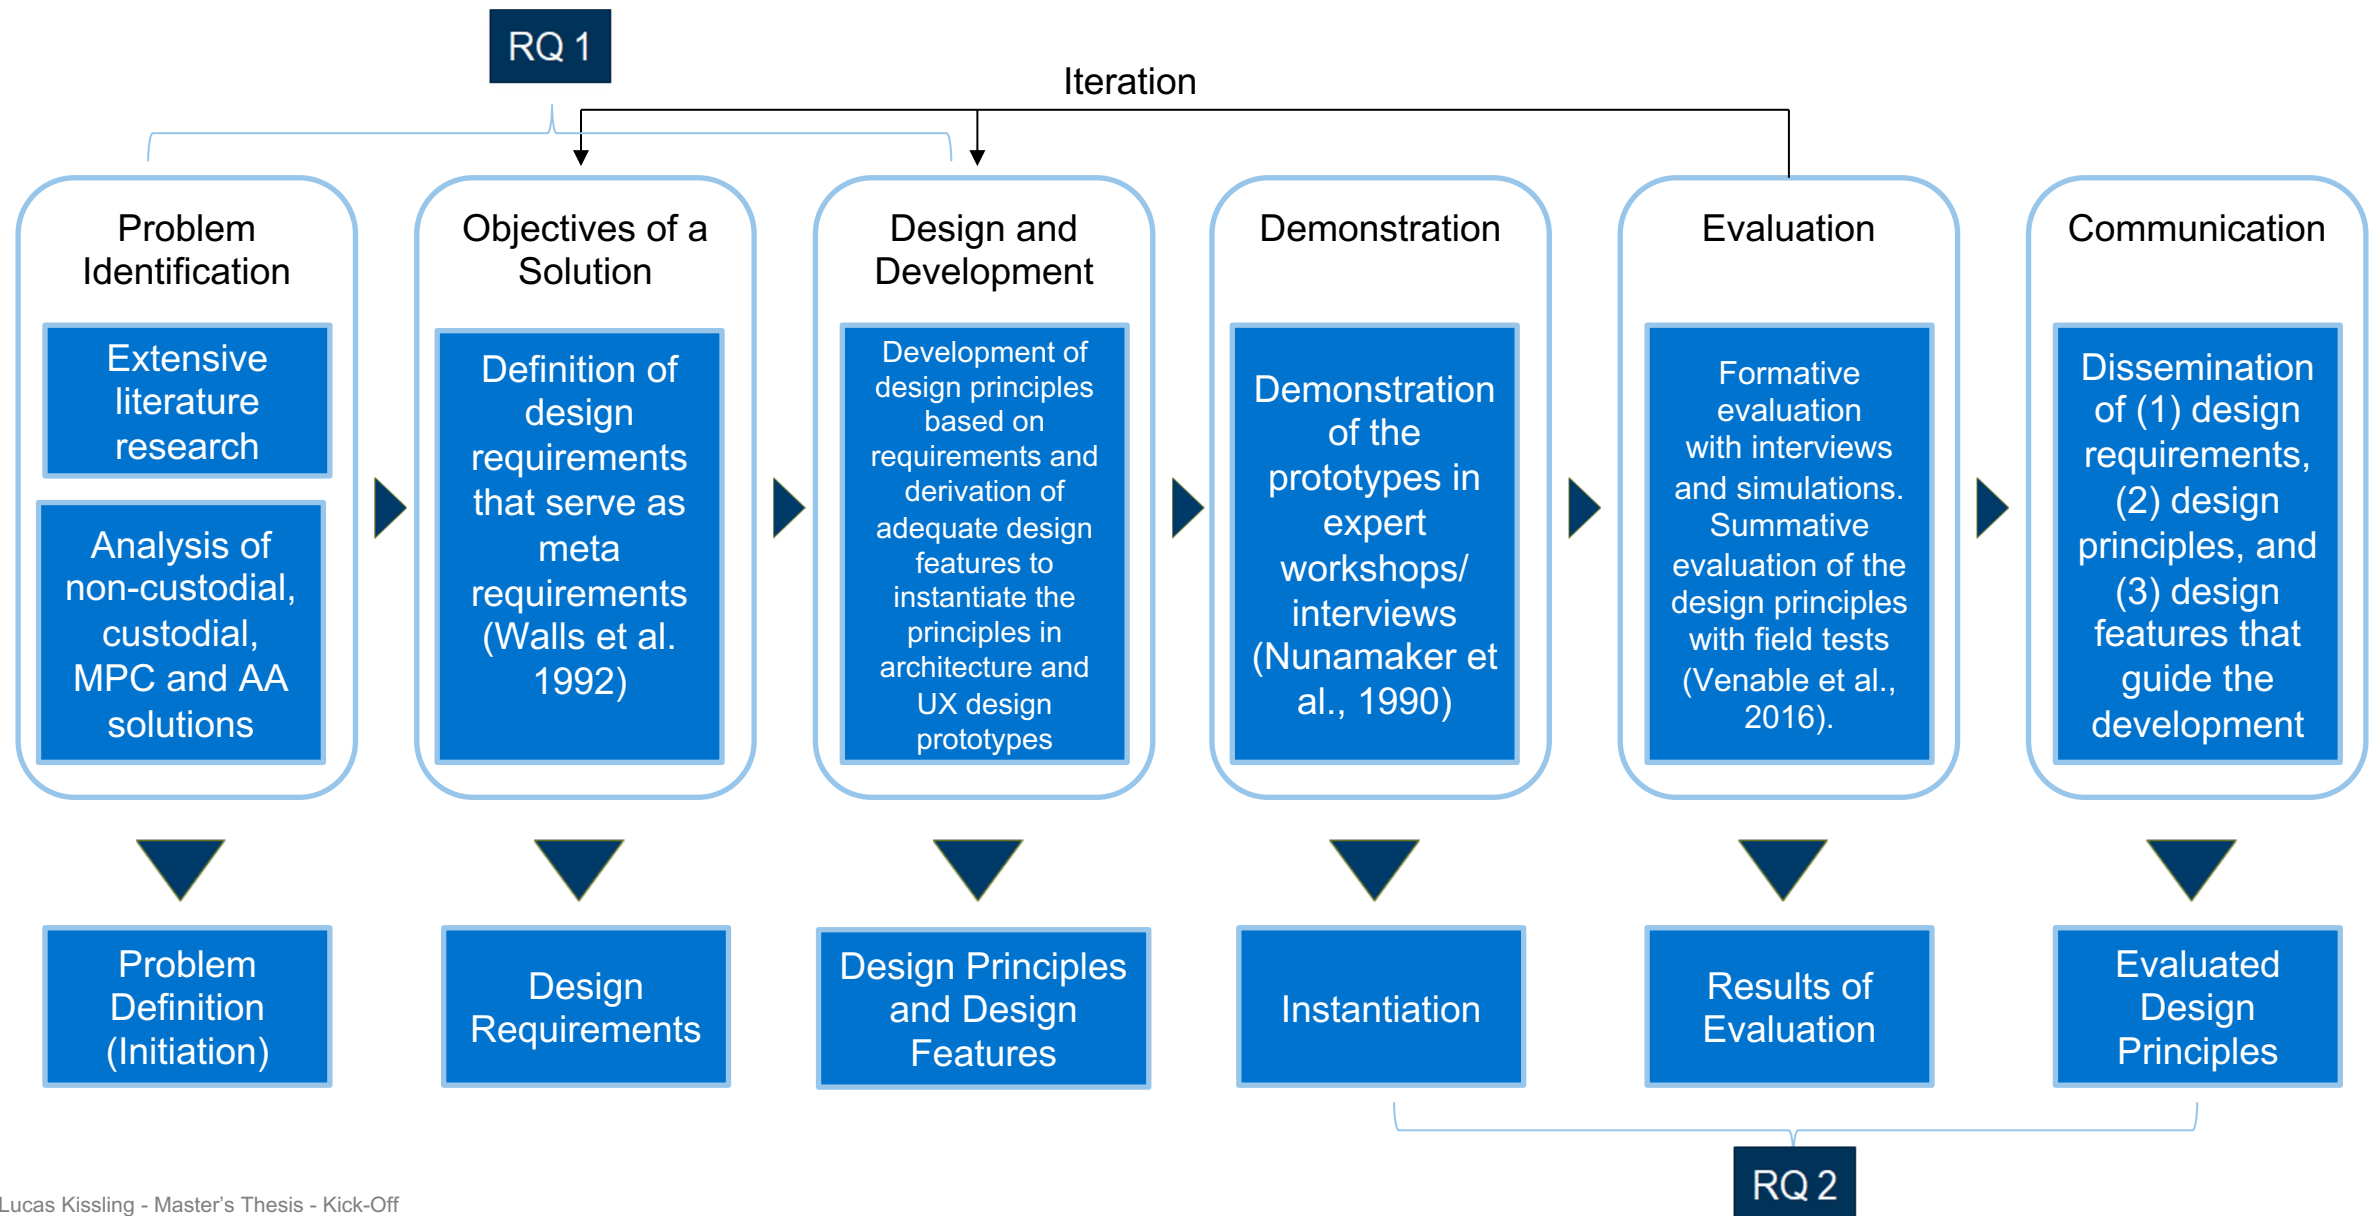 RQ 1
Iteration
Problem
Identification
Extensive
literature
research
Analysis of
non-custodial,
custodial,
MPC and AA
solutions
Objectives of a
Solution
Definition of
design
requirements
that serve as
meta
requirements
(Walls et al.
1992)
Design and
Development
Development of
design principles
based on
requirements and
derivation of
adequate design
features to
instantiate the
principles in
architecture and
UX design
prototypes
Demonstration
Demonstration
of the
prototypes in
expert
workshops/
interviews
(Nunamaker et
al., 1990)
Evaluation
Formative
evaluation
with interviews
and simulations.
Summative
evaluation of the
design principles
with field tests
(Venable et al.,
2016).
Communication
Dissemination
of (1) design
requirements,
(2) design
principles, and
(3) design
features that
guide the
development
Problem
Definition
(Initiation)
Design
Requirements
Design Principles
and Design
Features
Instantiation
Results of
Evaluation
Evaluated
Design
Principles
RQ 2
Lucas Kissling - Master's Thesis - Kick-Off